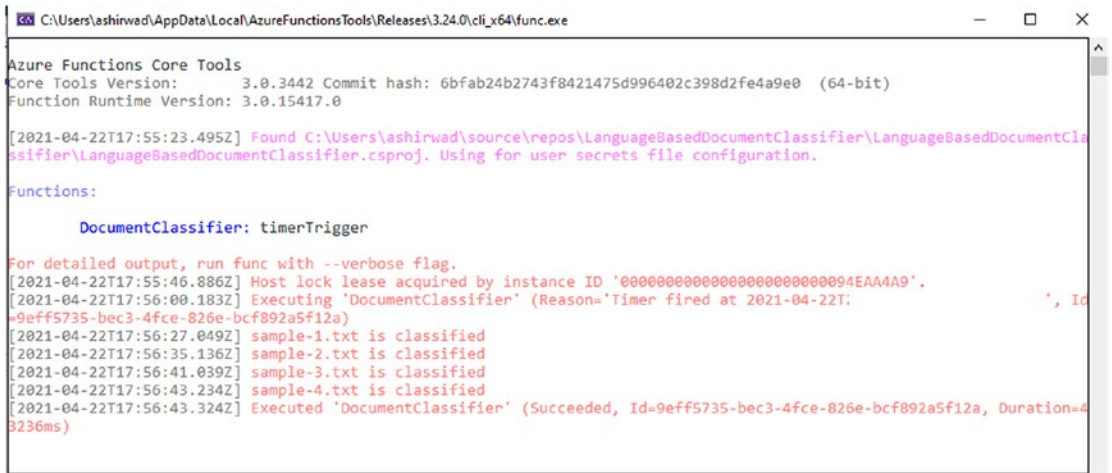 C:\Users\ashirwad\AppData\Local\AzureFunctionsTools\Releases\3.24.0\cli_x64\func.exe
Azure Functions Core Tools
Core Tools Version: 3.0.3442 Commit hash: 6bfab24b2743f8421475d996402c398d2fe4a9e0 (64-bit)
Function Runtime Version: 3.0.15417.0
[2021-04-22T17:55:23.495Z] Found C:\Users\ashirwad\source\repos\LanguageBasedDocumentClassifier\LanguageBasedDocumentCla
ssifier\LanguageBasedDocumentClassifier.csproj. Using for user secrets file configuration.
Functions:
DocumentClassifier: timerTrigger
For detailed output, run func with --verbose flag.
[2021-04-22T17:55:46.886Z] Host lock lease acquired by instance ID '000000000000000000000000094EAA4A9'.
[2021-04-22T17:56:00.183Z] Executing 'DocumentClassifier' (Reason='Timer fired at 2021-04-22T ', Id
=9eff5735-bec3-4fce-826e-bcf892a5f12a)
[2021-04-22T17:56:27.049Z] sample-1.txt is classified
[2021-04-22T17:56:35.136Z] sample-2.txt is classified
[2021-04-22T17:56:41.039Z] sample-3.txt is classified
[2021-04-22T17:56:43.234Z] sample-4.txt is classified
[2021-04-22T17:56:43.324Z] Executed 'DocumentClassifier' (Succeeded, Id=9eff5735-bec3-4fce-826e-bcf892a5f12a, Duration=4
3236ms)